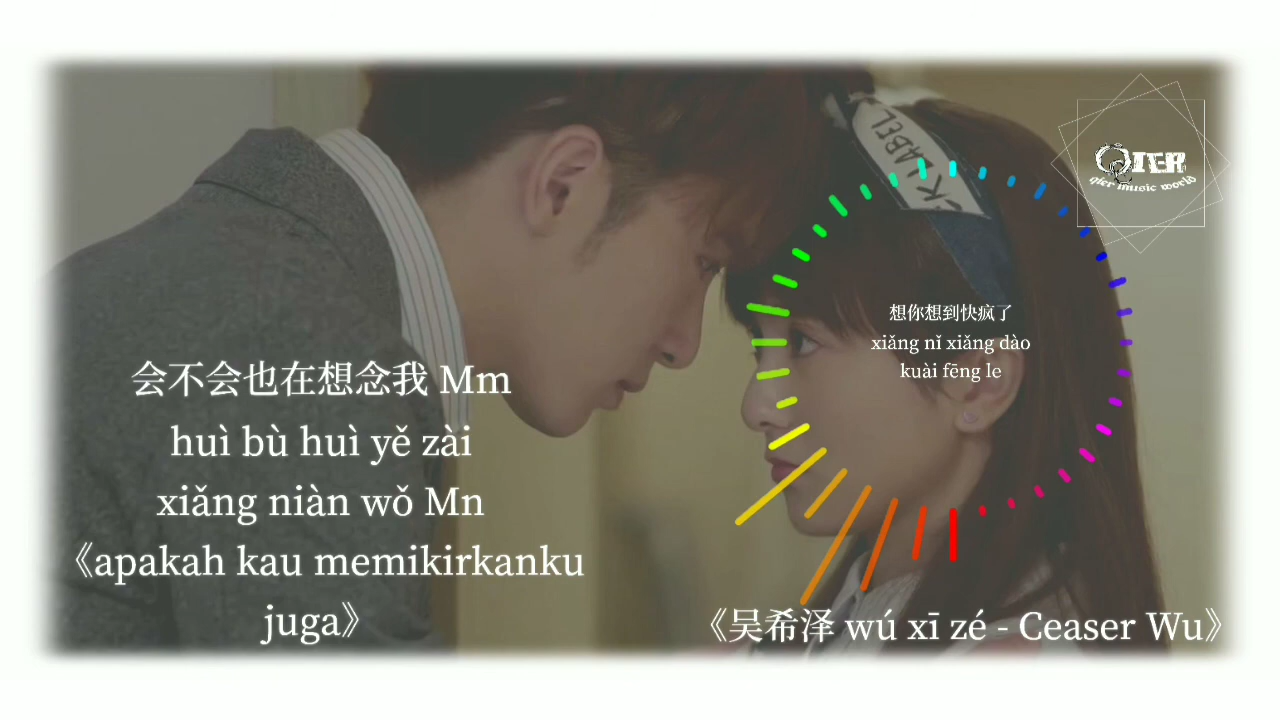 K LABEL
QIER
qier music world
想你想到快疯了
xiǎng nǐ xiǎng dào
kuài fēng le
会不会也在想念我 Mm
huì bù huì yě zài
xiǎng niàn wǒ Mn
《apakah kau memikirkanku
juga》
《吴希泽 wú xī zé - Ceaser Wu》